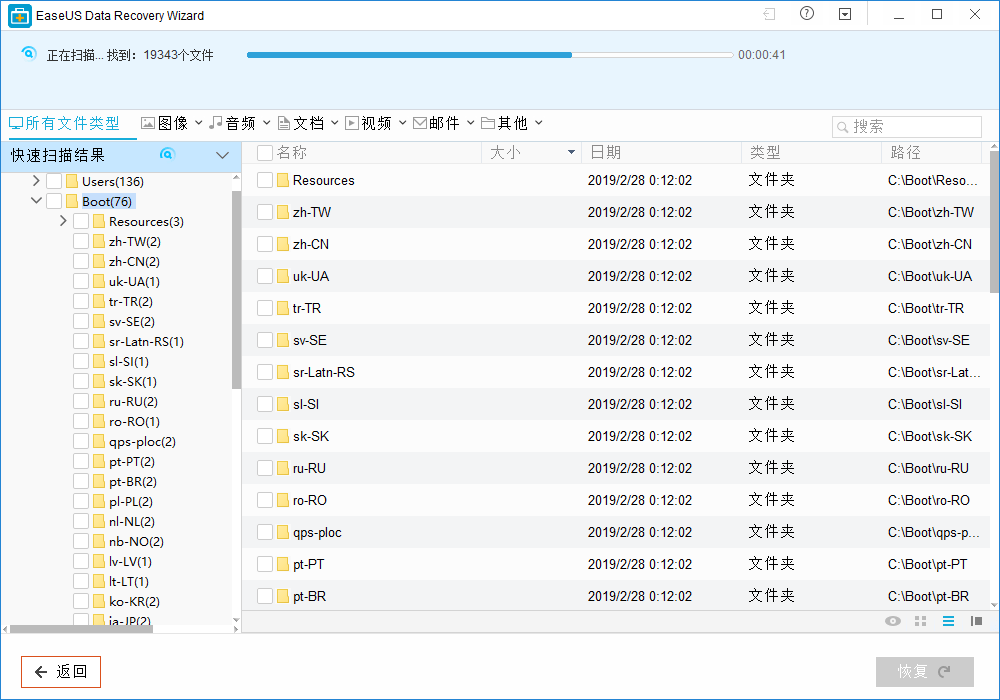 EaseUS Data Recovery Wizard
正在扫描... 找到：19343个文件 00:00:41
所有文件类型 图像 音频 文档 视频 邮件 其他 搜索
快速扫描结果
Users(136)
Boot(76)
Resources(3)
zh-TW(2)
zh-CN(2)
uk-UA(1)
tr-TR(2)
sv-SE(2)
sr-Latn-RS(1)
sl-SI(1)
sk-SK(1)
ru-RU(2)
ro-RO(1)
qps-ploc(2)
pt-PT(2)
pt-BR(2)
pl-PL(2)
nl-NL(2)
nb-NO(2)
lv-LV(1)
lt-LT(1)
ko-KR(2)
ja-JP(2)
名称 大小 日期 类型 路径
Resources 2019/2/28 0:12:02 文件夹 C:\Boot\Reso...
zh-TW 2019/2/28 0:12:02 文件夹 C:\Boot\zh-TW
zh-CN 2019/2/28 0:12:02 文件夹 C:\Boot\zh-CN
uk-UA 2019/2/28 0:12:02 文件夹 C:\Boot\uk-UA
tr-TR 2019/2/28 0:12:02 文件夹 C:\Boot\tr-TR
sv-SE 2019/2/28 0:12:02 文件夹 C:\Boot\sv-SE
sr-Latn-RS 2019/2/28 0:12:02 文件夹 C:\Boot\sr-Lat...
sl-SI 2019/2/28 0:12:02 文件夹 C:\Boot\sl-SI
sk-SK 2019/2/28 0:12:02 文件夹 C:\Boot\sk-SK
ru-RU 2019/2/28 0:12:02 文件夹 C:\Boot\ru-RU
ro-RO 2019/2/28 0:12:02 文件夹 C:\Boot\ro-RO
qps-ploc 2019/2/28 0:12:02 文件夹 C:\Boot\qps-p...
pt-PT 2019/2/28 0:12:02 文件夹 C:\Boot\pt-PT
pt-BR 2019/2/28 0:12:02 文件夹 C:\Boot\pt-BR
返回 恢复